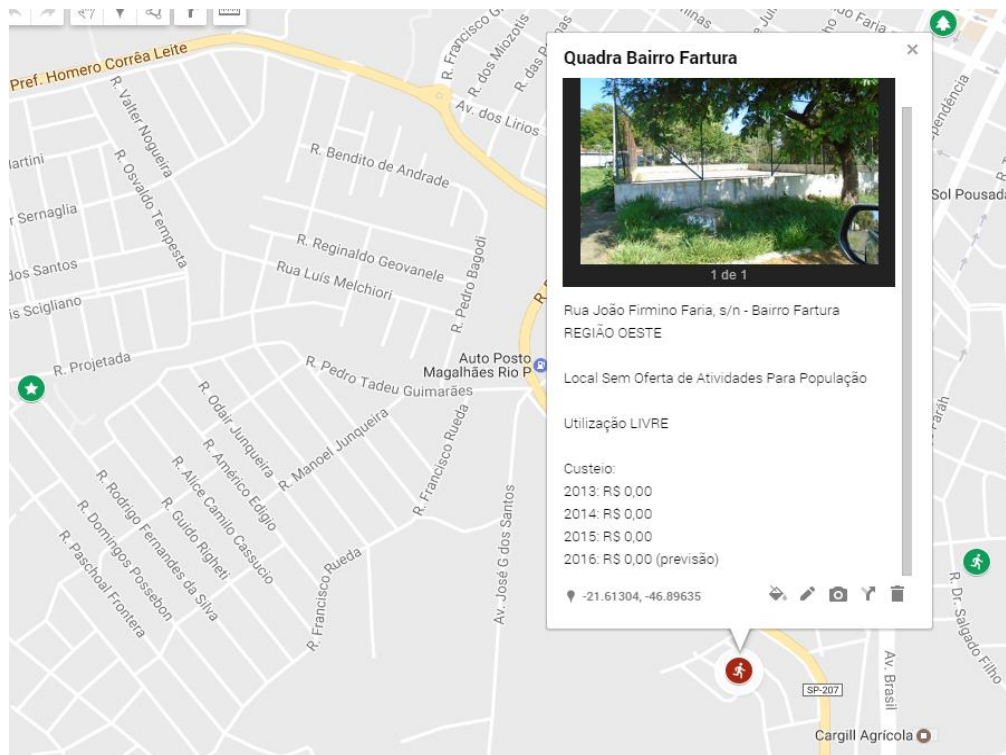 Quadra Bairro Fartura
1 de 1
Rua João Firmino Faria, s/n - Bairro Fartura
REGIÃO OESTE
Local Sem Oferta de Atividades Para População
Utilização LIVRE
Custeio:
2013: R$ 0,00
2014: R$ 0,00
2015: R$ 0,00
2016: R$ 0,00 (previsão)
-21.61304, -46.89635
Pref. Homero Corrêa Leite
R. Valter Nogueira
R. Osvaldo Tempesta
R. dos Miozotis
Av. dos Lirios
R. Bendito de Andrade
R. Reginaldo Geovanele
Rua Luís Melchiori
R. Pedro Bagodi
Sernaglia
dos Santos
Scigliano
R. Projetada
R. Pedro Tadeu Guimarães
Auto Posto
Magalhães Rio P
R. Odair Junqueira
R. Américo Edigio
R. Alice Camillo Cassucio
R. Guido Righeti
R. Rodrigo Fernandes da Silva
R. Domingos Possebon
R. Paschoal Frontera
R. Manoel Junqueira
R. Francisco Rueda
R. Francisco Rueda
Av. José G dos Santos
Sol Pousada
R. Dr. Salgado Filho
Av. Brasil
SP-207
Cargill Agrícola